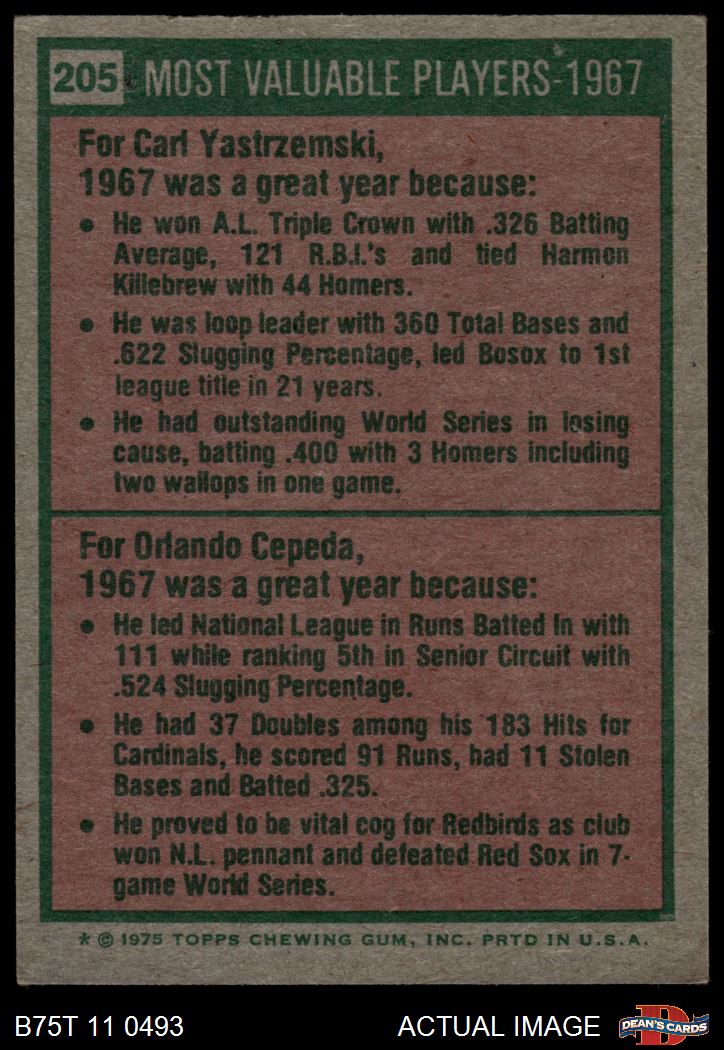 205 MOST VALUABLE PLAYERS-1967
For Carl Yastrzemski,
1967 was a great year because:
• He won A.L. Triple Crown with .326 Batting
Average, 121 R.B.I.'s and tied Harmon
Killebrew with 44 Homers.
• He was loop leader with 360 Total Bases and
.622 Slugging Percentage, led Bosox to 1st
league title in 21 years.
• He had outstanding World Series in losing
cause, batting .400 with 3 Homers including
two wallops in one game.
For Orlando Cepeda,
1967 was a great year because:
• He led National League in Runs Batted In with
111 while ranking 5th in Senior Circuit with
.524 Slugging Percentage.
• He had 37 Doubles among his 183 Hits for
Cardinals, he scored 91 Runs, had 11 Stolen
Bases and Batted .325.
• He proved to be vital cog for Redbirds as club
won N.L. pennant and defeated Red Sox in 7-
game World Series.
* © 1975 TOPPS CHEWING GUM, INC. PRTD IN U.S.A.
B75T 11 0493 ACTUAL IMAGE D DEAN'S CARDS